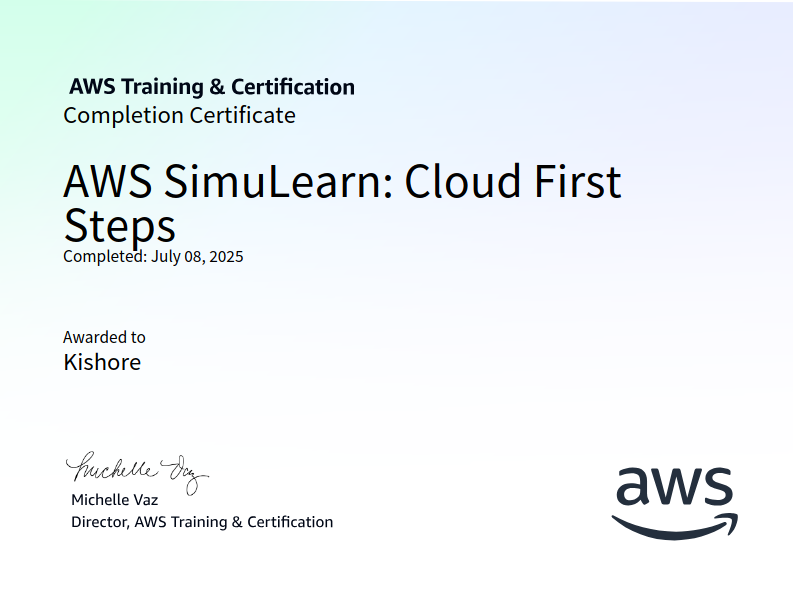 AWS Training & Certification
Completion Certificate
AWS SimuLearn: Cloud First
Steps
Completed: July 08, 2025
Awarded to
Kishore
Michelle Vaz
Michelle Vaz
Director, AWS Training & Certification
aws